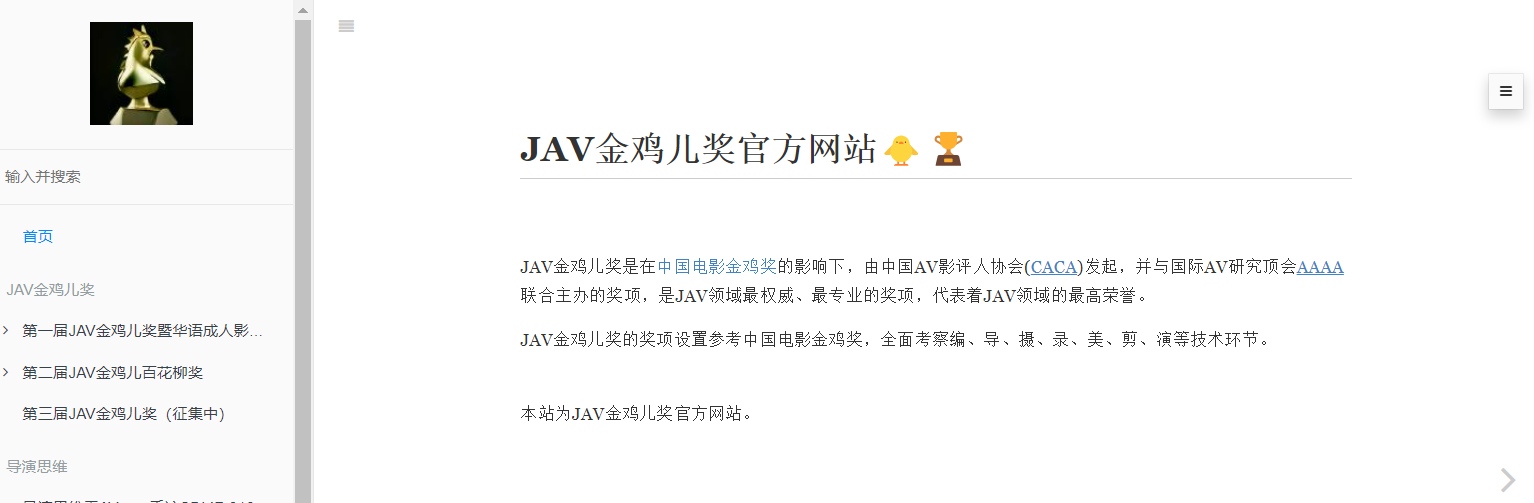 输入并搜索
首页
JAV金鸡儿奖
第一届JAV金鸡儿奖暨华语成人影...
第二届JAV金鸡儿百花柳奖
第三届JAV金鸡儿奖（征集中）
导演思维
JAV金鸡儿奖官方网站🐥🏆
JAV金鸡儿奖是在中国电影金鸡奖的影响下，由中国AV影评人协会(CACA)发起，并与国际AV研究顶会AAAA
联合主办的奖项，是JAV领域最权威、最专业的奖项，代表着JAV领域的最高荣誉。
JAV金鸡儿奖的奖项设置参考中国电影金鸡奖，全面考察编、导、摄、录、美、剪、演等技术环节。
本站为JAV金鸡儿奖官方网站。